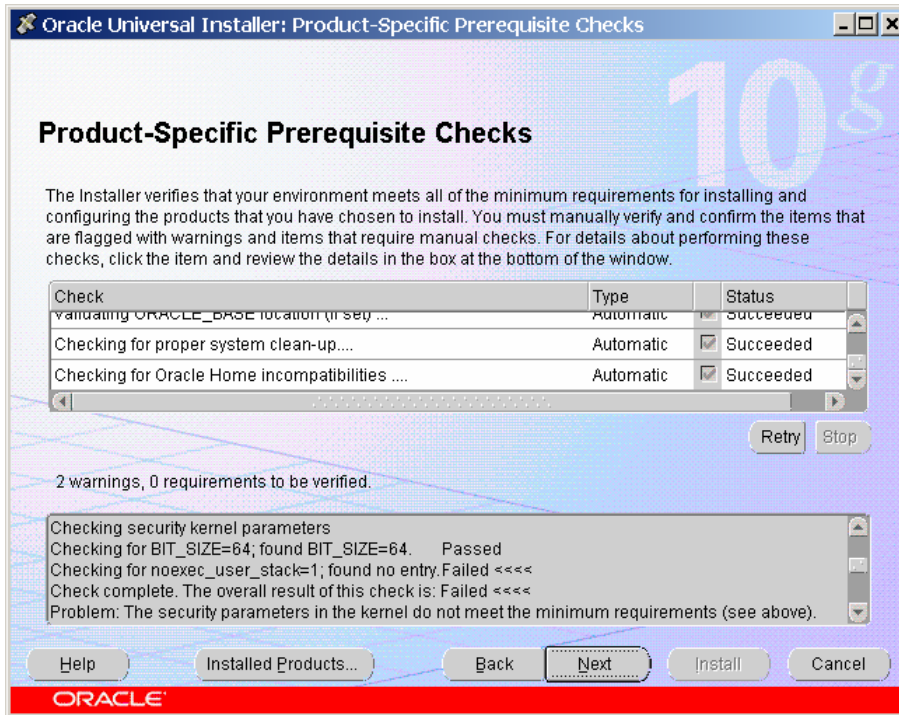 Oracle Universal Installer: Product-Specific Prerequisite Checks
10g
Product-Specific Prerequisite Checks
The Installer verifies that your environment meets all of the minimum requirements for installing and
configuring the products that you have chosen to install. You must manually verify and confirm the items that
are flagged with warnings and items that require manual checks. For details about performing these
checks, click the item and review the details in the box at the bottom of the window.
Check Type Status
Validating ORACLE_BASE location (if set) ... Automatic Succeeded
Checking for proper system clean-up.... Automatic Succeeded
Checking for Oracle Home incompatibilities .... Automatic Succeeded
Retry Stop
2 warnings, 0 requirements to be verified.
Checking security kernel parameters
Checking for BIT_SIZE=64; found BIT_SIZE=64. Passed
Checking for noexec_user_stack=1; found no entry.Failed <<<<
Check complete. The overall result of this check is: Failed <<<<
Problem: The security parameters in the kernel do not meet the minimum requirements (see above).
Help Installed Products... Back Next Install Cancel
ORACLE